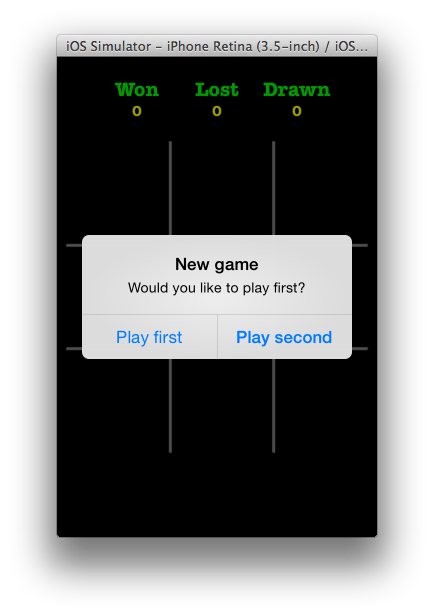 iOS Simulator – iPhone Retina (3.5-inch) / iOS...
Won Lost Drawn
0 0 0
New game
Would you like to play first?
Play first Play second